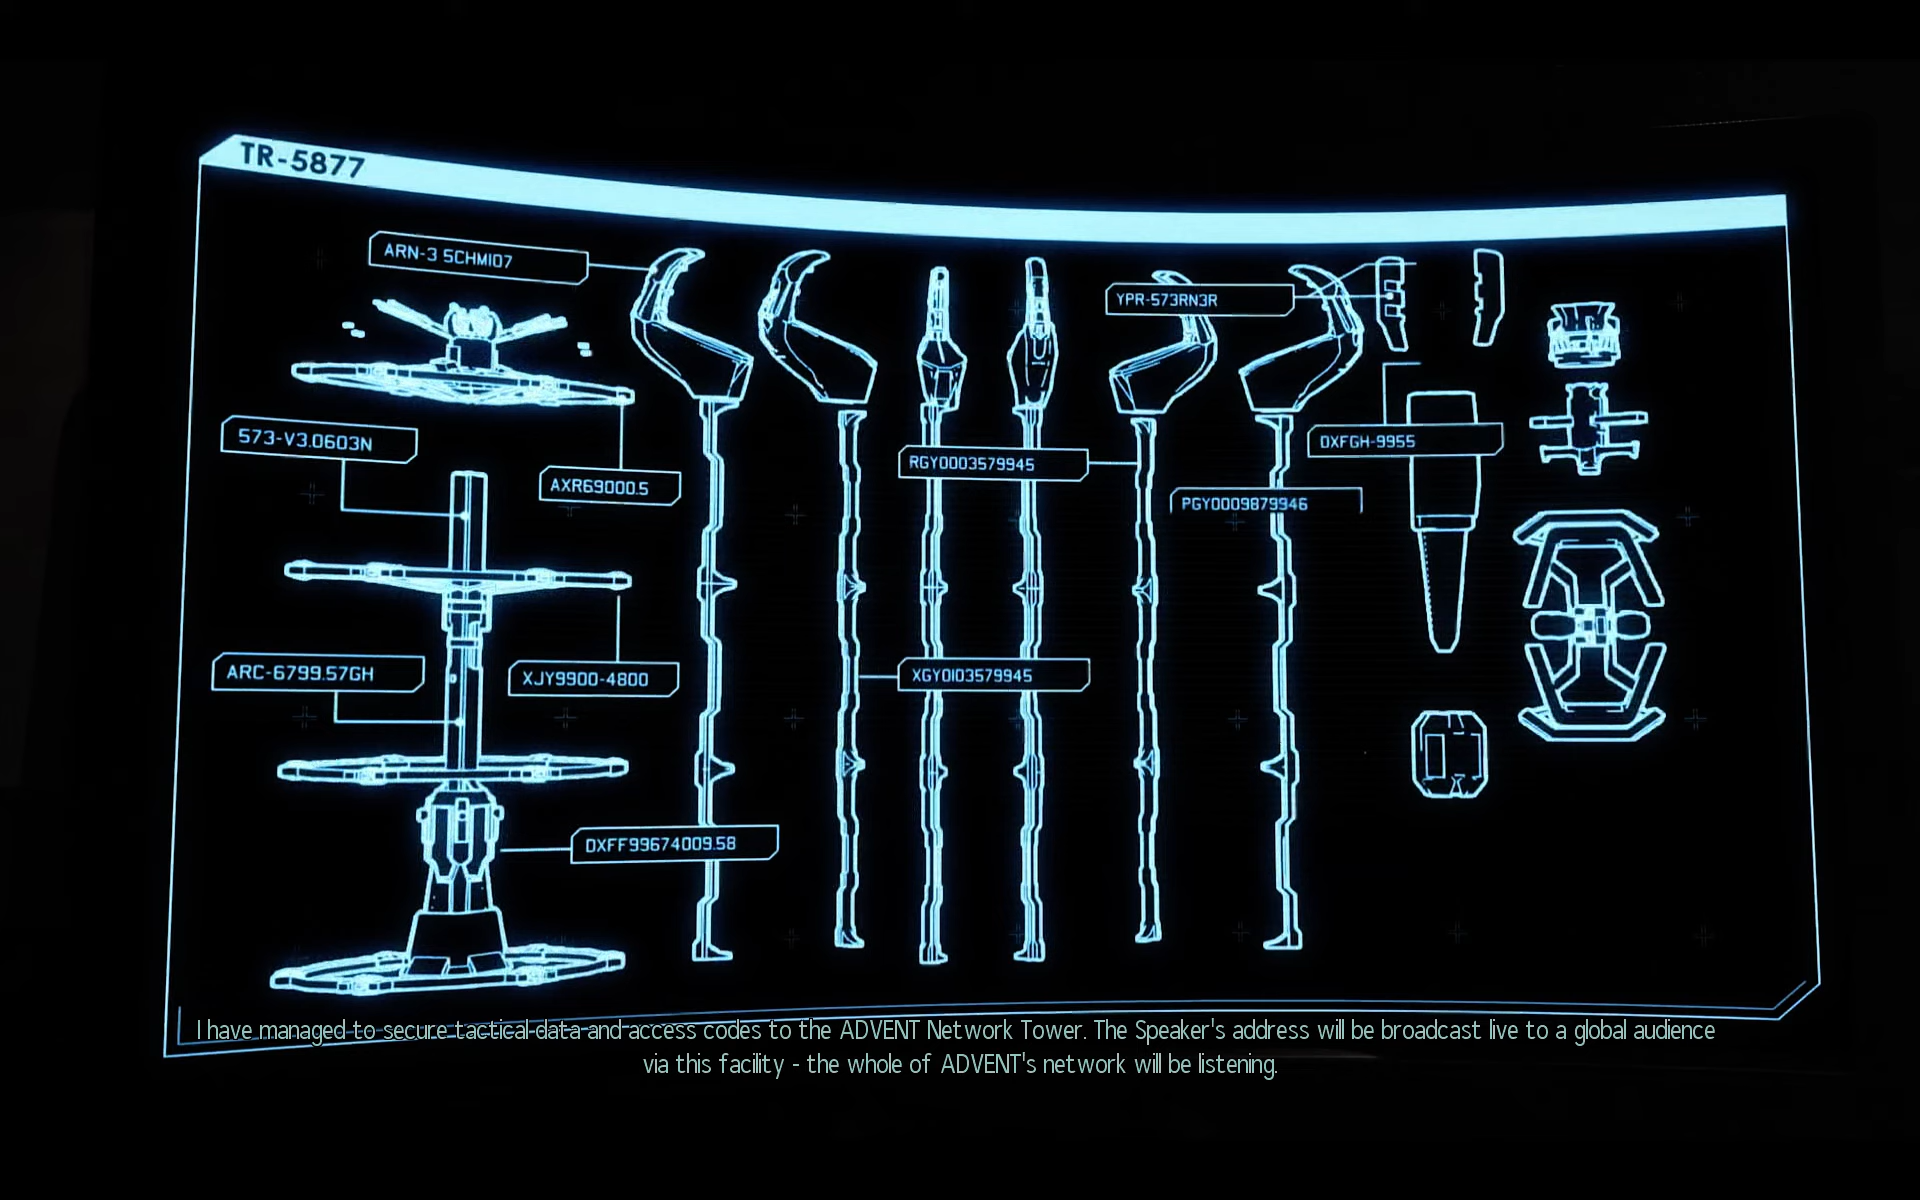 TR-5877
ARN-3 5CHMI07
YPR-573RN3R
573-V3.0603N
DXFGH-9955
RGY0003579945
AXR69000.5
PGY0009879946
ARC-6799.57GH
XJY9900-4800
XGY0103579945
DXFF99674009.58
I have managed to secure tactical data and access codes to the ADVENT Network Tower. The Speaker's address will be broadcast live to a global audience
via this facility - the whole of ADVENT's network will be listening.